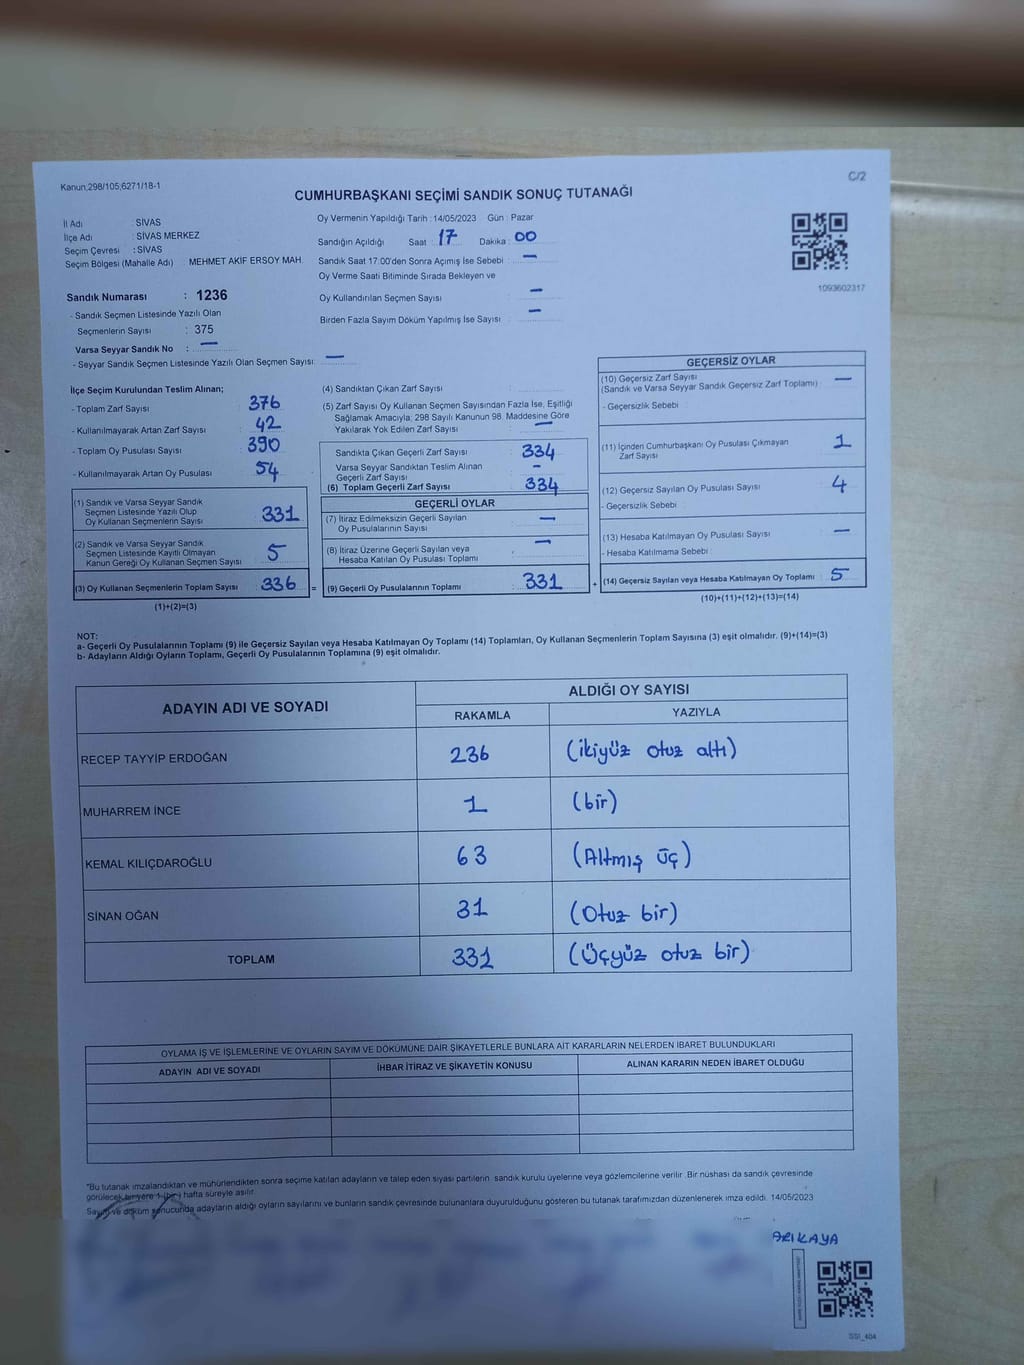 Kanun,298/105,6271/18-1
C/2
CUMHURBAŞKANI SEÇİMİ SANDIK SONUÇ TUTANAĞI
İl Adı : SİVAS
İlçe Adı : SİVAS MERKEZ
Seçim Çevresi : SİVAS
Seçim Bölgesi (Mahalle Adı) : MEHMET AKİF ERSOY MAH.
Oy Vermenin Yapıldığı Tarih : 14/05/2023 Gün : Pazar
Sandığın Açıldığı Saat : 17 Dakika : 00
Sandık Saat 17:00'den Sonra Açımış İse Sebebi : —
Oy Verme Saati Bitiminde Sırada Bekleyen ve
Oy Kullandırılan Seçmen Sayısı : —
Birden Fazla Sayım Döküm Yapılmış İse Sayısı : —
1093602317
Sandık Numarası : 1236
- Sandık Seçmen Listesinde Yazılı Olan
Seçmenlerin Sayısı : 375
Varsa Seyyar Sandık No : —
- Seyyar Sandık Seçmen Listesinde Yazılı Olan Seçmen Sayısı: —
İlçe Seçim Kurulundan Teslim Alınan;
- Toplam Zarf Sayısı : 376
- Kullanılmayarak Artan Zarf Sayısı : 42
- Toplam Oy Pusulası Sayısı : 390
- Kullanılmayarak Artan Oy Pusulası : 54
(1) Sandık ve Varsa Seyyar Sandık
Seçmen Listesinde Yazılı Olup
Oy Kullanan Seçmenlerin Sayısı : 331
(2) Sandık ve Varsa Seyyar Sandık
Seçmen Listesinde Kayıtlı Olmayan
Kanun Gereği Oy Kullanan Seçmen Sayısı : 5
(3) Oy Kullanan Seçmenlerin Toplam Sayısı : 336 =
(1)+(2)=(3)
(4) Sandıktan Çıkan Zarf Sayısı :
(5) Zarf Sayısı Oy Kullanan Seçmen Sayısından Fazla İse, Eşitliği
Sağlamak Amacıyla; 298 Sayılı Kanunun 98. Maddesine Göre
Yakılarak Yok Edilen Zarf Sayısı : —
Sandıkta Çıkan Geçerli Zarf Sayısı : 334
Varsa Seyyar Sandıktan Teslim Alınan
Geçerli Zarf Sayısı : -
(6) Toplam Geçerli Zarf Sayısı : 334
GEÇERLİ OYLAR
(7) İtiraz Edilmeksizin Geçerli Sayılan
Oy Pusulalarının Sayısı : —
(8) İtiraz Üzerine Geçerli Sayılan veya
Hesaba Katılan Oy Pusulası Toplamı : —
(9) Geçerli Oy Pusulalarının Toplamı : 331 +
GEÇERSİZ OYLAR
(10) Geçersiz Zarf Sayısı
(Sandık ve Varsa Seyyar Sandık Geçersiz Zarf Toplamı) : —
- Geçersizlik Sebebi :
(11) İçinden Cumhurbaşkanı Oy Pusulası Çıkmayan
Zarf Sayısı : 1
(12) Geçersiz Sayılan Oy Pusulası Sayısı : 4
- Geçersizlik Sebebi :
(13) Hesaba Katılmayan Oy Pusulası Sayısı : —
- Hesaba Katılmama Sebebi :
(14) Geçersiz Sayılan veya Hesaba Katılmayan Oy Toplamı : 5
(10)+(11)+(12)+(13)=(14)
NOT:
a- Geçerli Oy Pusulalarının Toplamı (9) ile Geçersiz Sayılan veya Hesaba Katılmayan Oy Toplamı (14) Toplamları, Oy Kullanan Seçmenlerin Toplam Sayısına (3) eşit olmalıdır. (9)+(14)=(3)
b- Adayların Aldığı Oyların Toplamı, Geçerli Oy Pusulalarının Toplamına (9) eşit olmalıdır.
ADAYIN ADI VE SOYADI
ALDIĞI OY SAYISI
RAKAMLA YAZIYLA
RECEP TAYYİP ERDOĞAN 236 (ikiyüz otuz altı)
MUHARREM İNCE 1 (bir)
KEMAL KILIÇDAROĞLU 63 (Altmış üç)
SİNAN OĞAN 31 (Otuz bir)
TOPLAM 331 (Üçyüz otuz bir)
OYLAMA İŞ VE İŞLEMLERİNE VE OYLARIN SAYIM VE DÖKÜMÜNE DAİR ŞİKAYETLERLE BUNLARA AİT KARARLARIN NELERDEN İBARET BULUNDUKLARI
ADAYIN ADI VE SOYADI İHBAR İTİRAZ VE ŞİKAYETİN KONUSU ALINAN KARARIN NEDEN İBARET OLDUĞU
"Bu tutanak imzalandıktan ve mühürlendikten sonra seçime katılan adayların ve talep eden siyasi partilerin sandık kurulu üyelerine veya gözlemcilerine verilir. Bir nüshası da sandık çevresinde
görülecek bir yere 1 (bir) hafta süreyle asılır.
Sayım ve döküm sonucunda adayların aldığı oyların sayılarını ve bunların sandık çevresinde bulunanlara duyurulduğunu gösteren bu tutanak tarafımızdan düzenlenerek imza edildi. 14/05/2023
ARIKAYA
SSİ_404